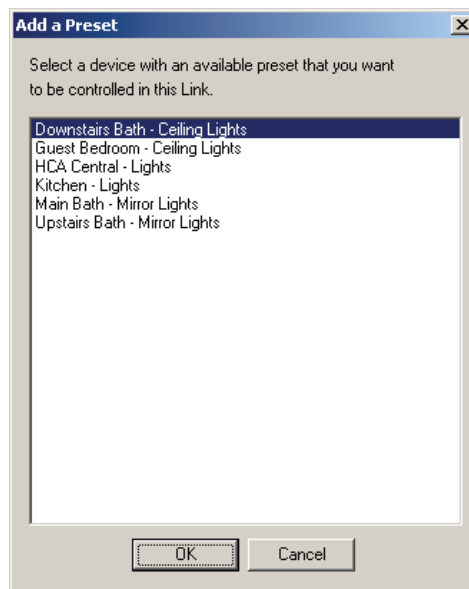 Add a Preset
Select a device with an available preset that you want
to be controlled in this Link.
Downstairs Bath - Ceiling Lights
Guest Bedroom - Ceiling Lights
HCA Central - Lights
Kitchen - Lights
Main Bath - Mirror Lights
Upstairs Bath - Mirror Lights
OK
Cancel